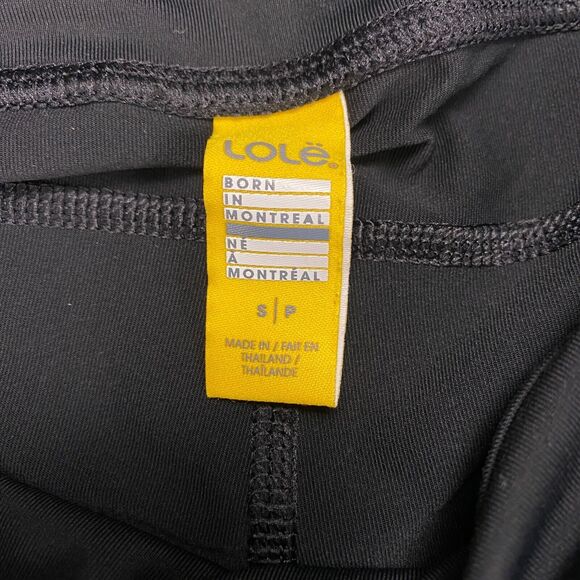 LOLë®
BORN
IN
MONTREAL
NÉ
À
MONTRÉAL
S | P
MADE IN / FAIT EN
THAILAND /
THAÏLANDE